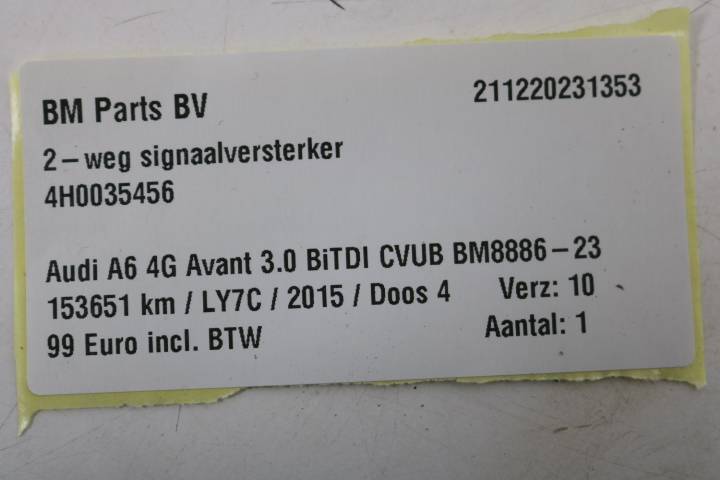 BM Parts BV 211220231353
2-weg signaalversterker
4H0035456
Audi A6 4G Avant 3.0 BiTDI CVUB BM8886-23
153651 km / LY7C / 2015 / Doos 4 Verz: 10
99 Euro incl. BTW Aantal: 1